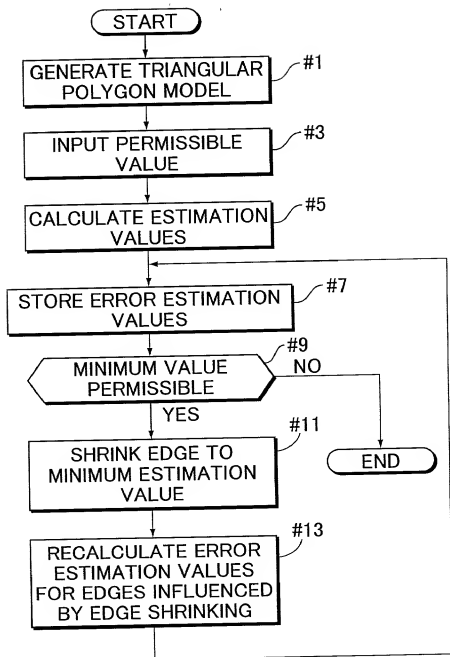 START
GENERATE TRIANGULAR
POLYGON MODEL
#1
INPUT PERMISSIBLE
VALUE
#3
CALCULATE ESTIMATION
VALUES
#5
STORE ERROR ESTIMATION
VALUES
#7
MINIMUM VALUE
PERMISSIBLE
#9
NO
YES
SHRINK EDGE TO
MINIMUM ESTIMATION
VALUE
#11
END
RECALCULATE ERROR
ESTIMATION VALUES
FOR EDGES INFLUENCED
BY EDGE SHRINKING
#13